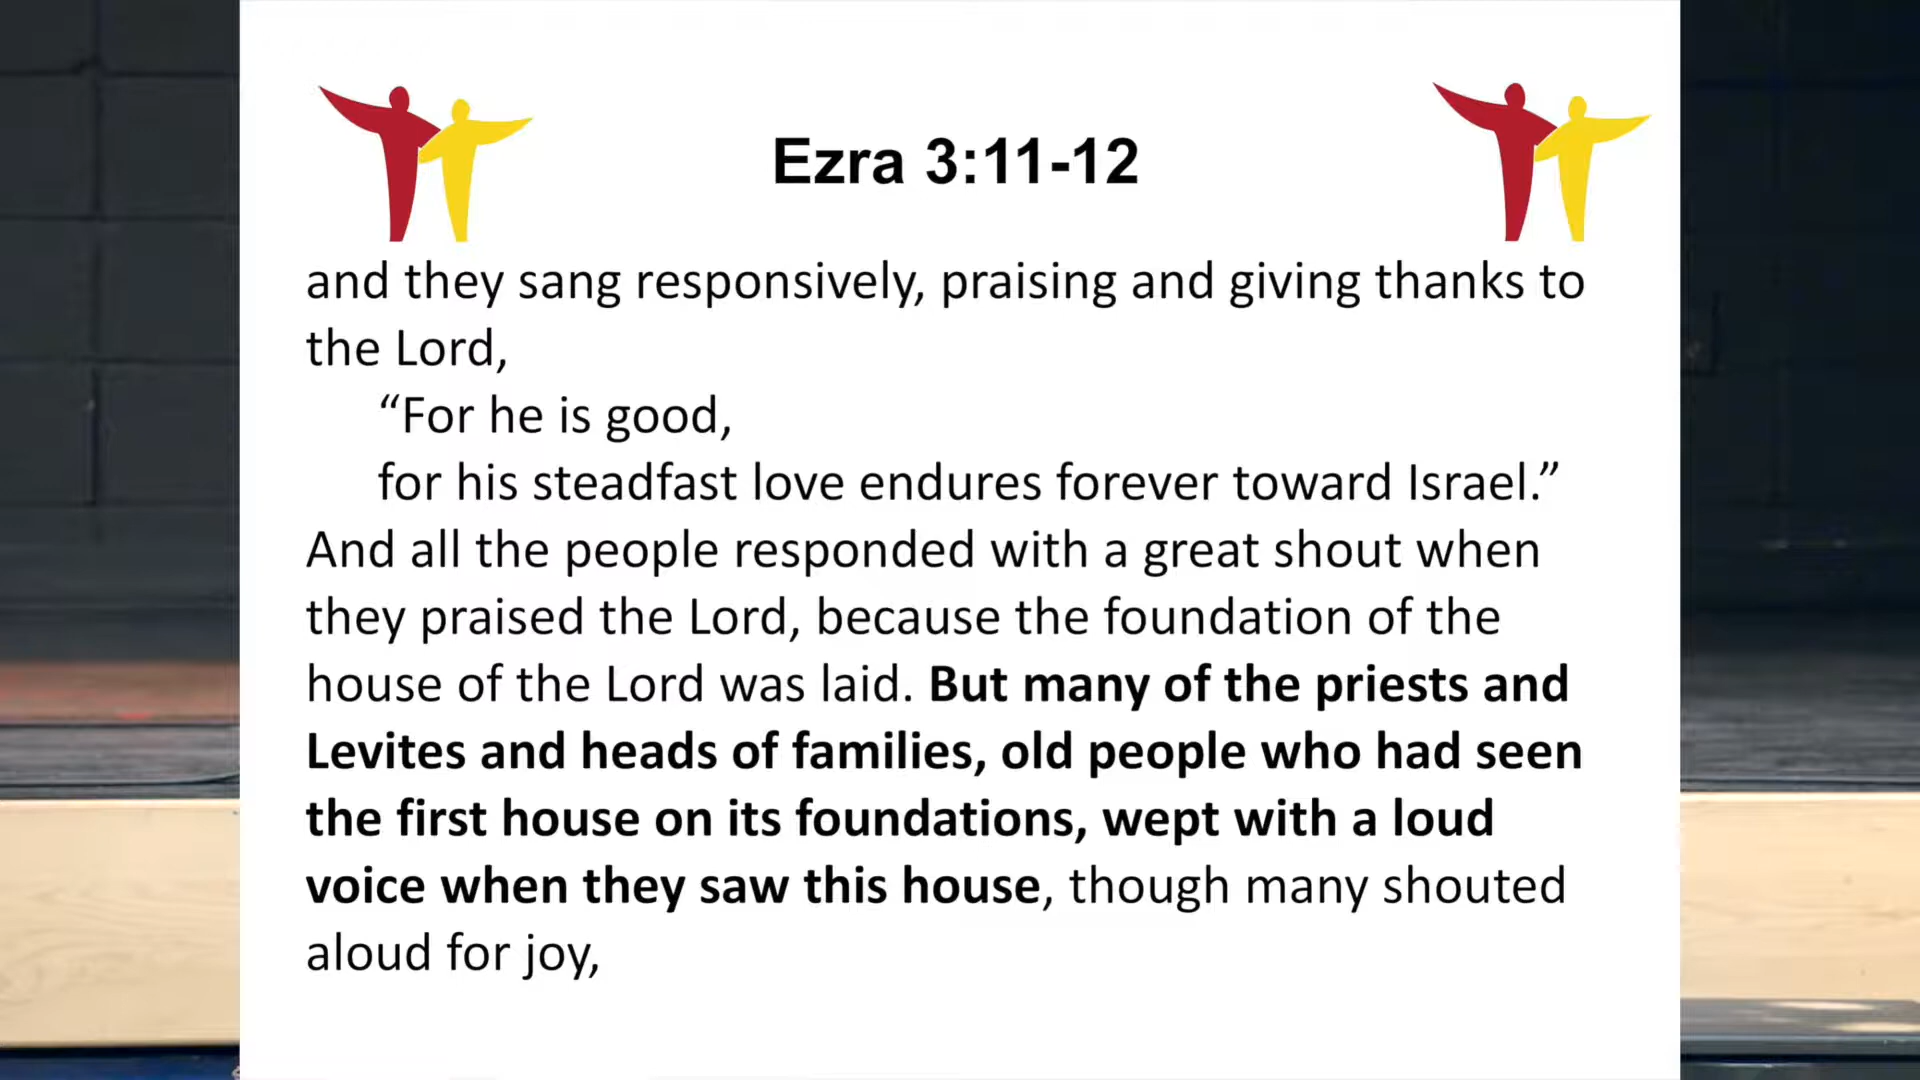 Ezra 3:11-12
and they sang responsively, praising and giving thanks to
the Lord,
“For he is good,
for his steadfast love endures forever toward Israel.”
And all the people responded with a great shout when
they praised the Lord, because the foundation of the
house of the Lord was laid. But many of the priests and
Levites and heads of families, old people who had seen
the first house on its foundations, wept with a loud
voice when they saw this house, though many shouted
aloud for joy,